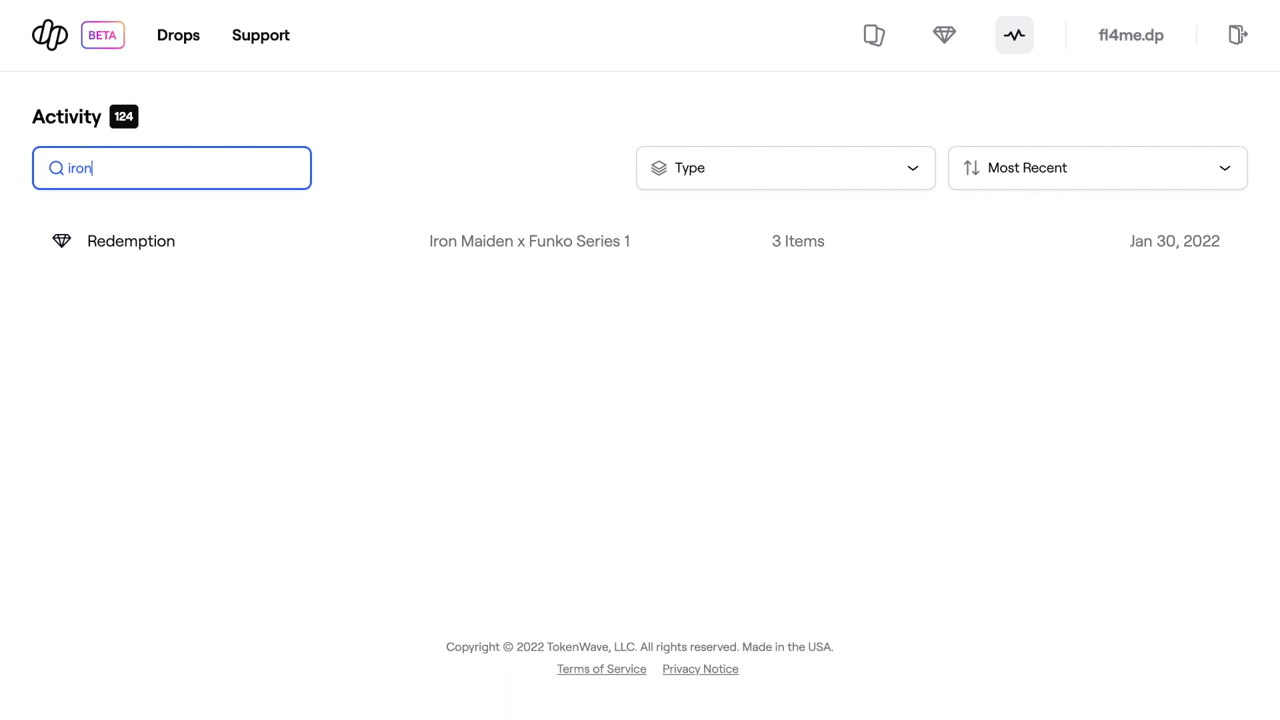 BETA Drops Support fl4me.dp
Activity 124
iron Type Most Recent
Redemption Iron Maiden x Funko Series 1 3 Items Jan 30, 2022
Copyright © 2022 TokenWave, LLC. All rights reserved. Made in the USA.
Terms of Service Privacy Notice